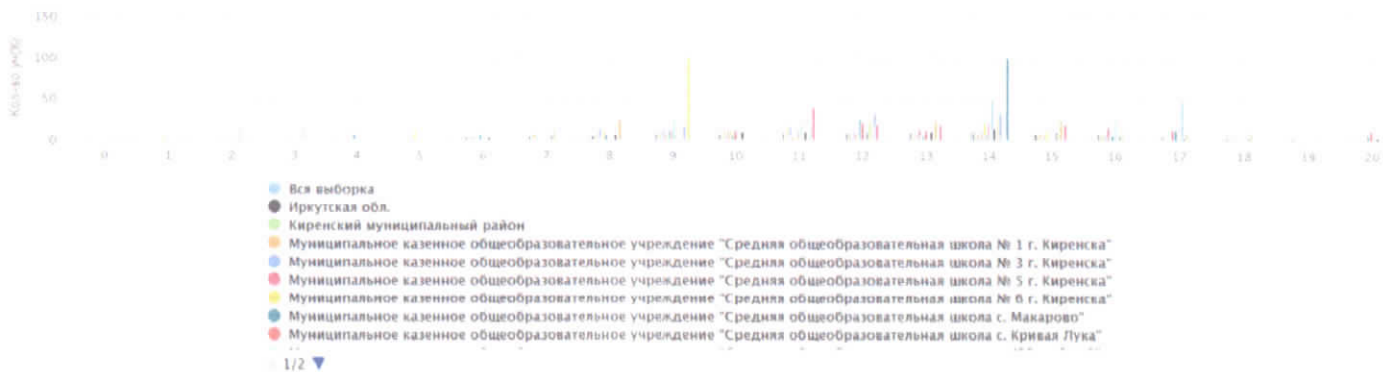 150
Кол-во уч(%)
100
50
0
0 1 2 3 4 5 6 7 8 9 10 11 12 13 14 15 16 17 18 19 20
Вся выборка
Иркутская обл.
Киренский муниципальный район
Муниципальное казенное общеобразовательное учреждение "Средняя общеобразовательная школа № 1 г. Киренска"
Муниципальное казенное общеобразовательное учреждение "Средняя общеобразовательная школа № 3 г. Киренска"
Муниципальное казенное общеобразовательное учреждение "Средняя общеобразовательная школа № 5 г. Киренска"
Муниципальное казенное общеобразовательное учреждение "Средняя общеобразовательная школа № 6 г. Киренска"
Муниципальное казенное общеобразовательное учреждение "Средняя общеобразовательная школа с. Макарово"
Муниципальное казенное общеобразовательное учреждение "Средняя общеобразовательная школа с. Кривая Лука"
1/2